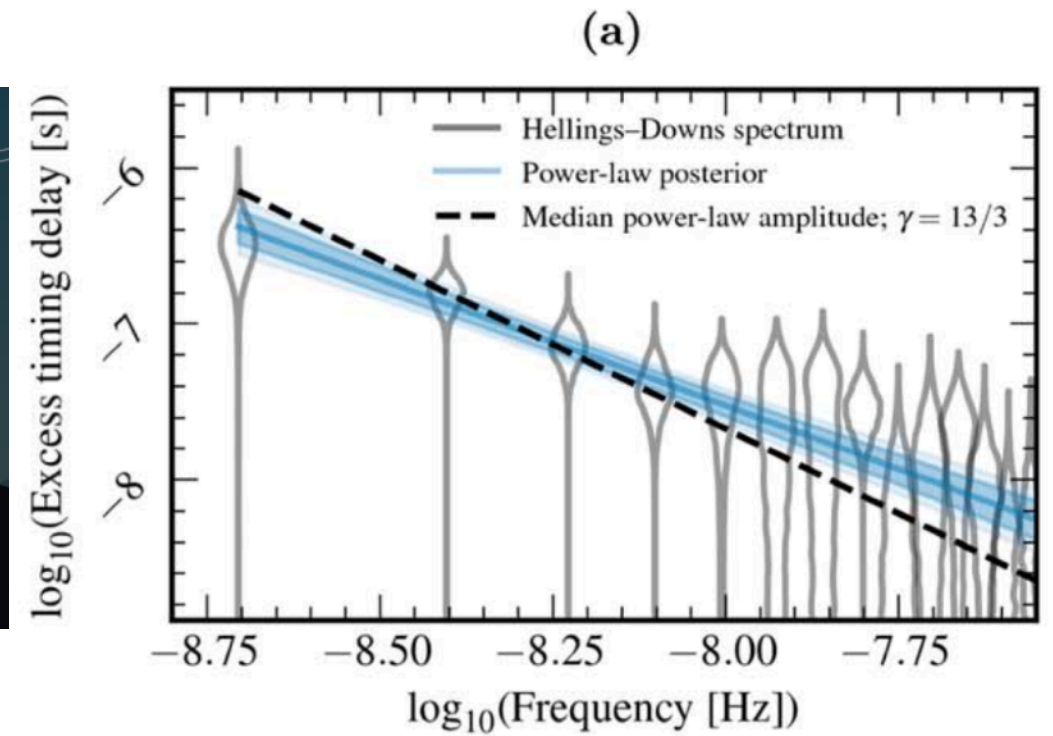 (a)
log10(Excess timing delay [s])
−6
−7
−8
Hellings–Downs spectrum
Power-law posterior
Median power-law amplitude; γ = 13/3
−8.75 −8.50 −8.25 −8.00 −7.75
log10(Frequency [Hz])